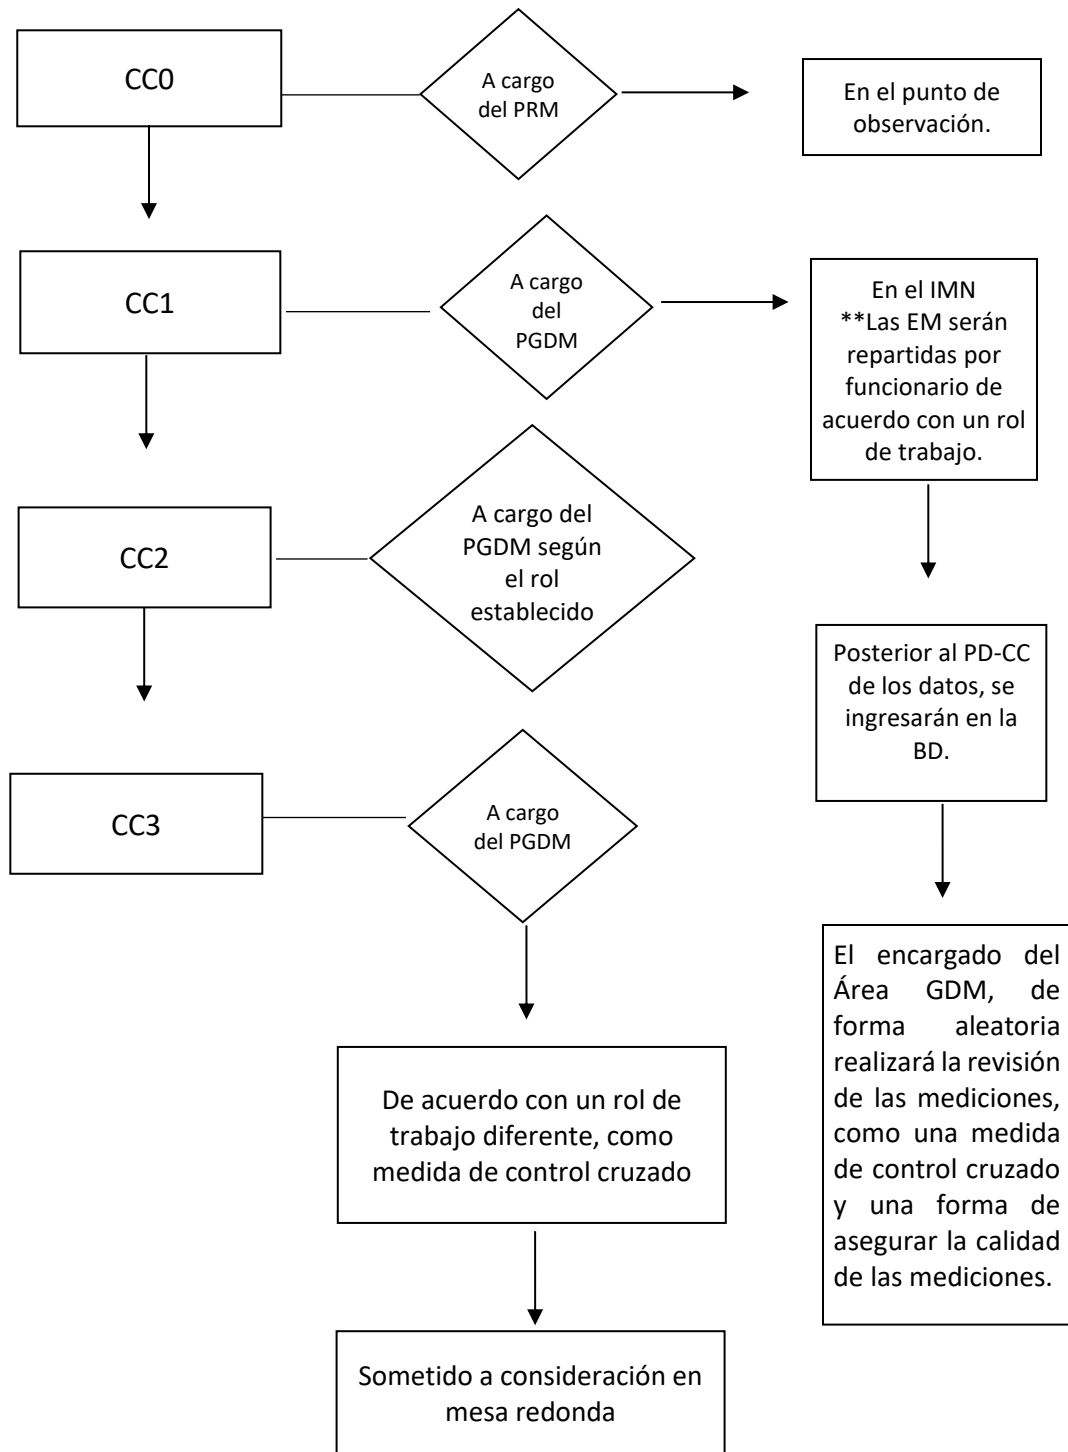 CC0
A cargo
del PRM
En el punto de
observación.
CC1
A cargo
del
PGDM
En el IMN
**Las EM serán
repartidas por
funcionario de
acuerdo con un rol
de trabajo.
CC2
A cargo del
PGDM según
el rol
establecido
Posterior al PD-CC
de los datos, se
ingresarán en la
BD.
CC3
A cargo
del PGDM
El encargado del
Área GDM, de
forma aleatoria
realizará la revisión
de las mediciones,
como una medida
de control cruzado
y una forma de
asegurar la calidad
de las mediciones.
De acuerdo con un rol de
trabajo diferente, como
medida de control cruzado
Sometido a consideración en
mesa redonda